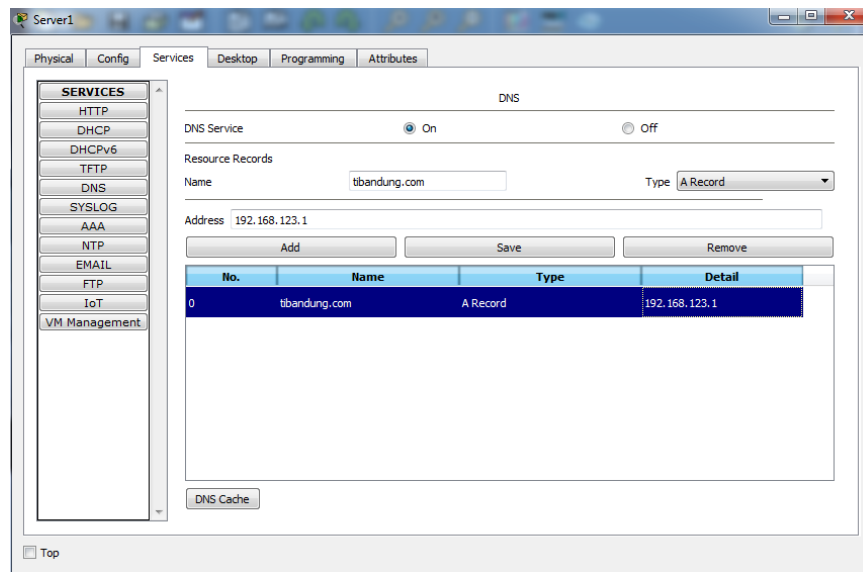 Server1
Physical Config Services Desktop Programming Attributes
SERVICES
HTTP
DHCP
DHCPv6
TFTP
DNS
SYSLOG
AAA
NTP
EMAIL
FTP
IoT
VM Management
DNS
DNS Service On Off
Resource Records
Name tibandung.com Type A Record
Address 192.168.123.1
Add Save Remove
No. Name Type Detail
0 tibandung.com A Record 192.168.123.1
DNS Cache
Top